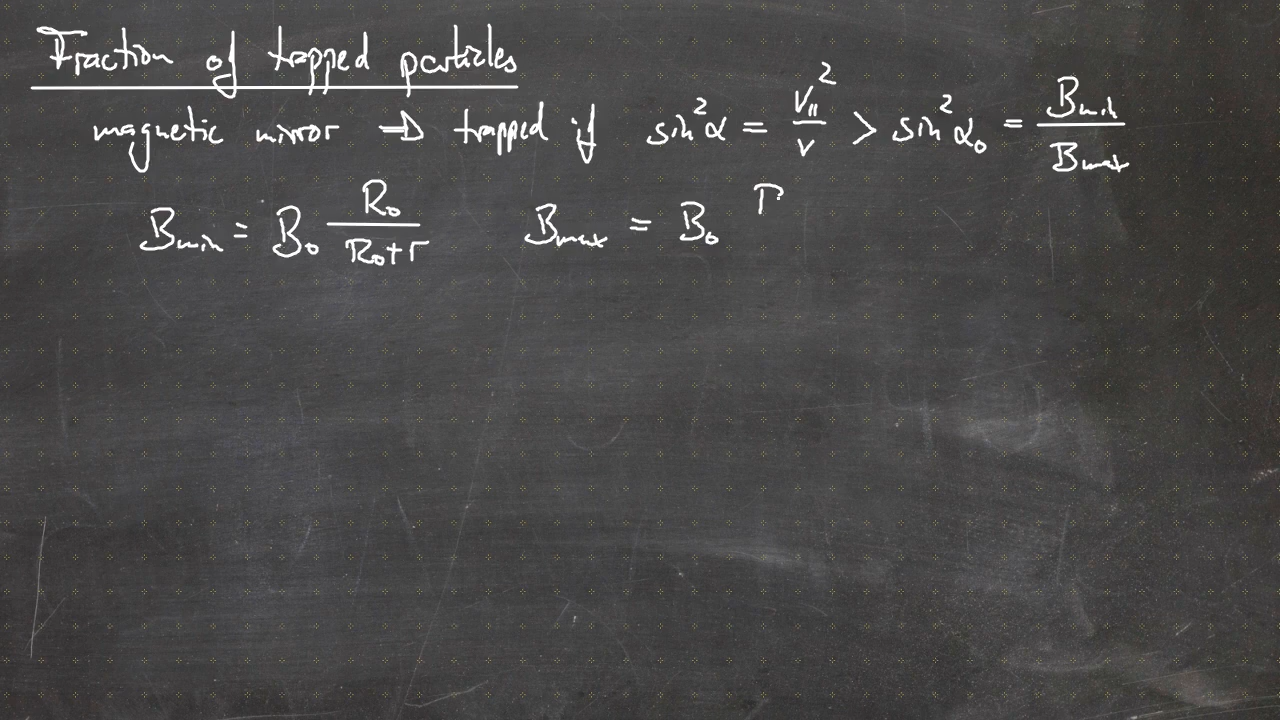 Fraction of trapped particles
magnetic mirror ⇒ trapped if sin²α = v∥²/v > sin²α₀ = Bmin/Bmax
Bmin = B₀ R₀/(R₀+r)    Bmax = B₀ Γ